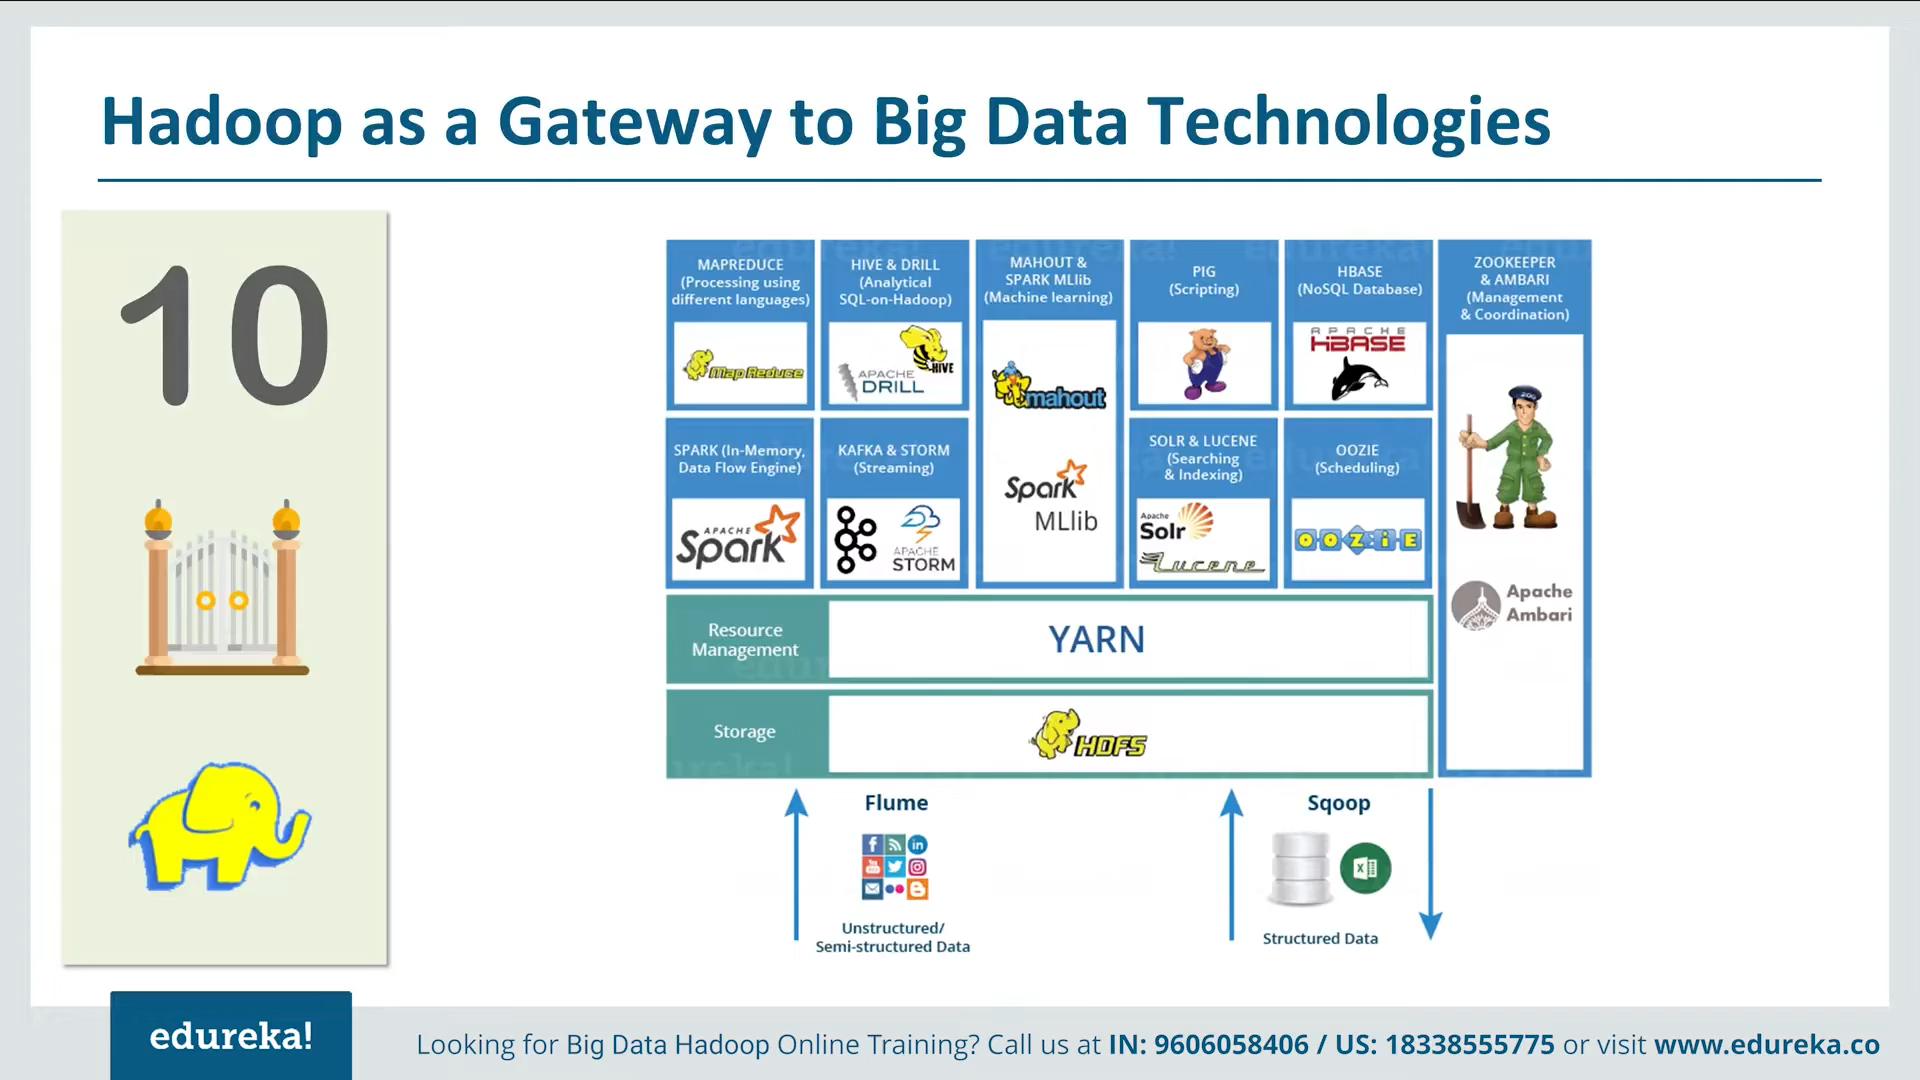 Hadoop as a Gateway to Big Data Technologies
10
MAPREDUCE
(Processing using
different languages)
Map Reduce
HIVE & DRILL
(Analytical
SQL-on-Hadoop)
HIVE
APACHE
DRILL
MAHOUT &
SPARK MLlib
(Machine learning)
mahout
Spark
MLlib
PIG
(Scripting)
HBASE
(NoSQL Database)
APACHE
HBASE
ZOOKEEPER
& AMBARI
(Management
& Coordination)
ZOO
Apache
Ambari
SPARK (In-Memory,
Data Flow Engine)
APACHE
Spark
KAFKA & STORM
(Streaming)
APACHE
STORM
SOLR & LUCENE
(Searching
& Indexing)
Apache
Solr
Lucene
OOZIE
(Scheduling)
OOZiE
Resource
Management
YARN
Storage
HDFS
Flume
Unstructured/
Semi-structured Data
Sqoop
Structured Data
edureka!
Looking for Big Data Hadoop Online Training? Call us at IN: 9606058406 / US: 18338555775 or visit www.edureka.co